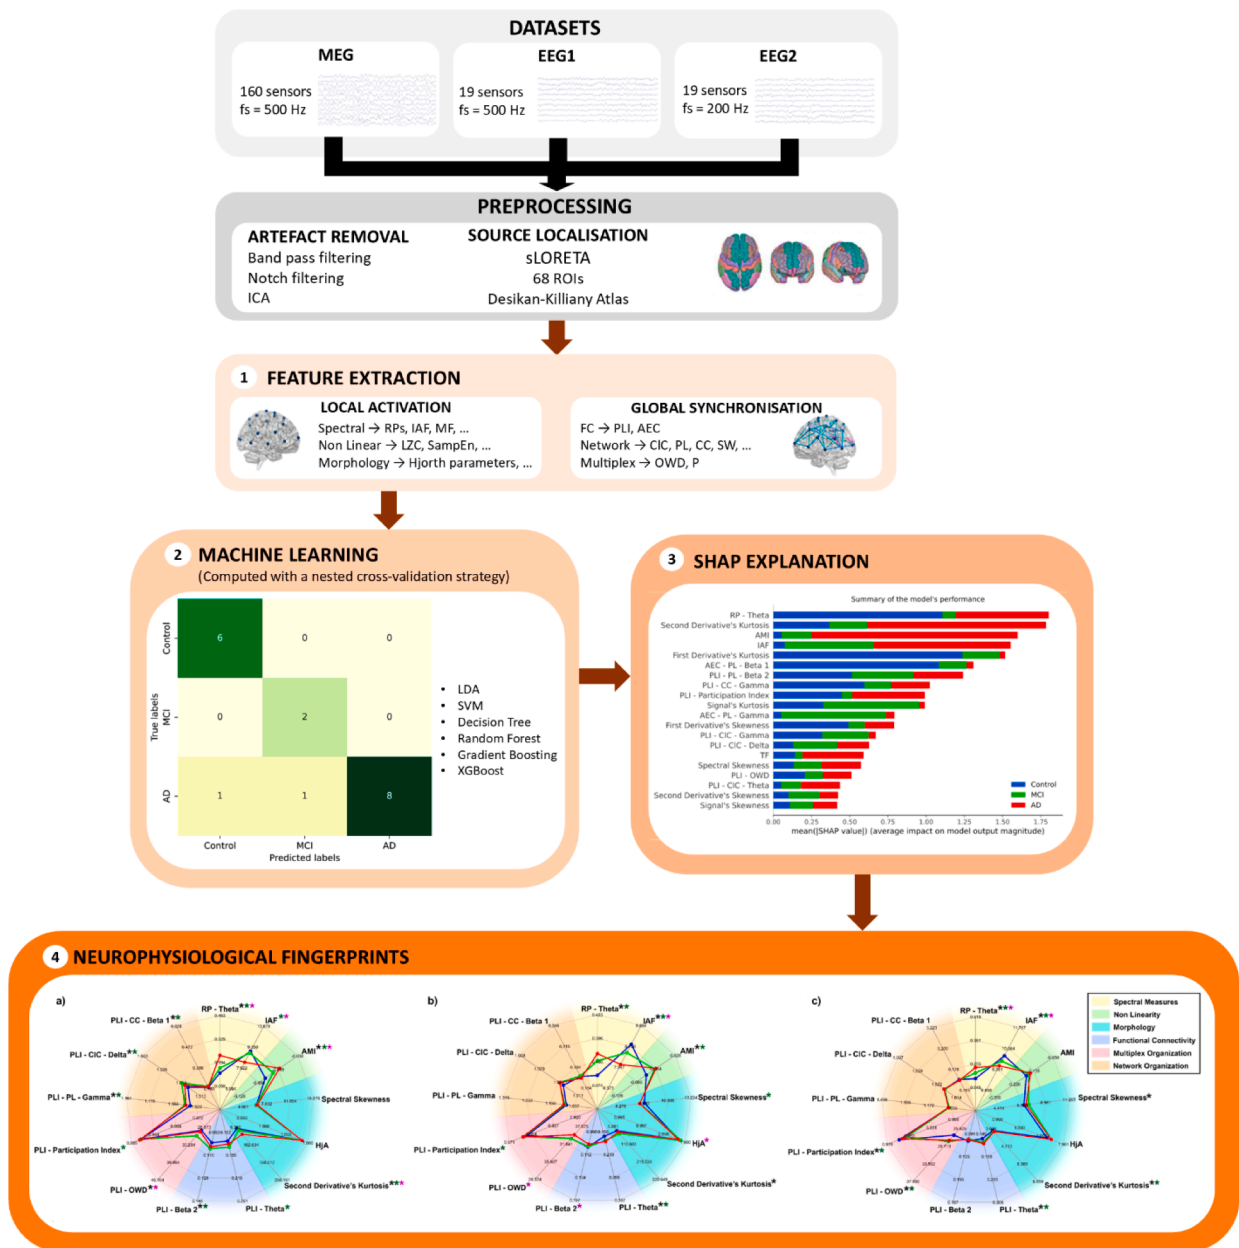 DATASETS
MEG
160 sensors
fs = 500 Hz
EEG1
19 sensors
fs = 500 Hz
EEG2
19 sensors
fs = 200 Hz
PREPROCESSING
ARTEFACT REMOVAL
Band pass filtering
Notch filtering
ICA
SOURCE LOCALISATION
sLORETA
68 ROIs
Desikan-Killiany Atlas
1 FEATURE EXTRACTION
LOCAL ACTIVATION
Spectral → RPs, IAF, MF, ...
Non Linear → LZC, SampEn, ...
Morphology → Hjorth parameters, ...
GLOBAL SYNCHRONISATION
FC → PLI, AEC
Network → CIC, PL, CC, SW, ...
Multiplex → OWD, P
2 MACHINE LEARNING
(Computed with a nested cross-validation strategy)
True labels
Control
MCI
AD
6 0 0
0 2 0
1 1 8
Control MCI AD
Predicted labels
• LDA
• SVM
• Decision Tree
• Random Forest
• Gradient Boosting
• XGBoost
3 SHAP EXPLANATION
Summary of the model's performance
RP - Theta
Second Derivative's Kurtosis
AMI
IAF
First Derivative's Kurtosis
AEC - PL - Beta 1
PLI - PL - Beta 2
PLI - CC - Gamma
PLI - Participation Index
Signal's Kurtosis
AEC - PL - Gamma
First Derivative's Skewness
PLI - CIC - Gamma
PLI - CIC - Delta
TF
Spectral Skewness
PLI - OWD
PLI - CIC - Theta
Second Derivative's Skewness
Signal's Skewness
Control
MCI
AD
0.00 0.25 0.50 0.75 1.00 1.25 1.50 1.75
mean(|SHAP value|) (average impact on model output magnitude)
4 NEUROPHYSIOLOGICAL FINGERPRINTS
a)
RP - Theta***
IAF**
AMI***
Spectral Skewness
HjA
Second Derivative's Kurtosis***
PLI - Theta*
PLI - Beta 2**
PLI - OWD**
PLI - Participation Index*
PLI - PL - Gamma**
PLI - CIC - Delta**
PLI - CC - Beta 1**
b)
RP - Theta**
IAF***
AMI**
Spectral Skewness*
HjA*
Second Derivative's Kurtosis*
PLI - Theta**
PLI - Beta 2*
PLI - OWD*
PLI - Participation Index*
PLI - PL - Gamma
PLI - CIC - Delta
PLI - CC - Beta 1
c)
RP - Theta***
IAF***
AMI
Spectral Skewness*
HjA
Second Derivative's Kurtosis**
PLI - Theta**
PLI - Beta 2
PLI - OWD**
PLI - Participation Index**
PLI - PL - Gamma
PLI - CIC - Delta
PLI - CC - Beta 1
Spectral Measures
Non Linearity
Morphology
Functional Connectivity
Multiplex Organization
Network Organization